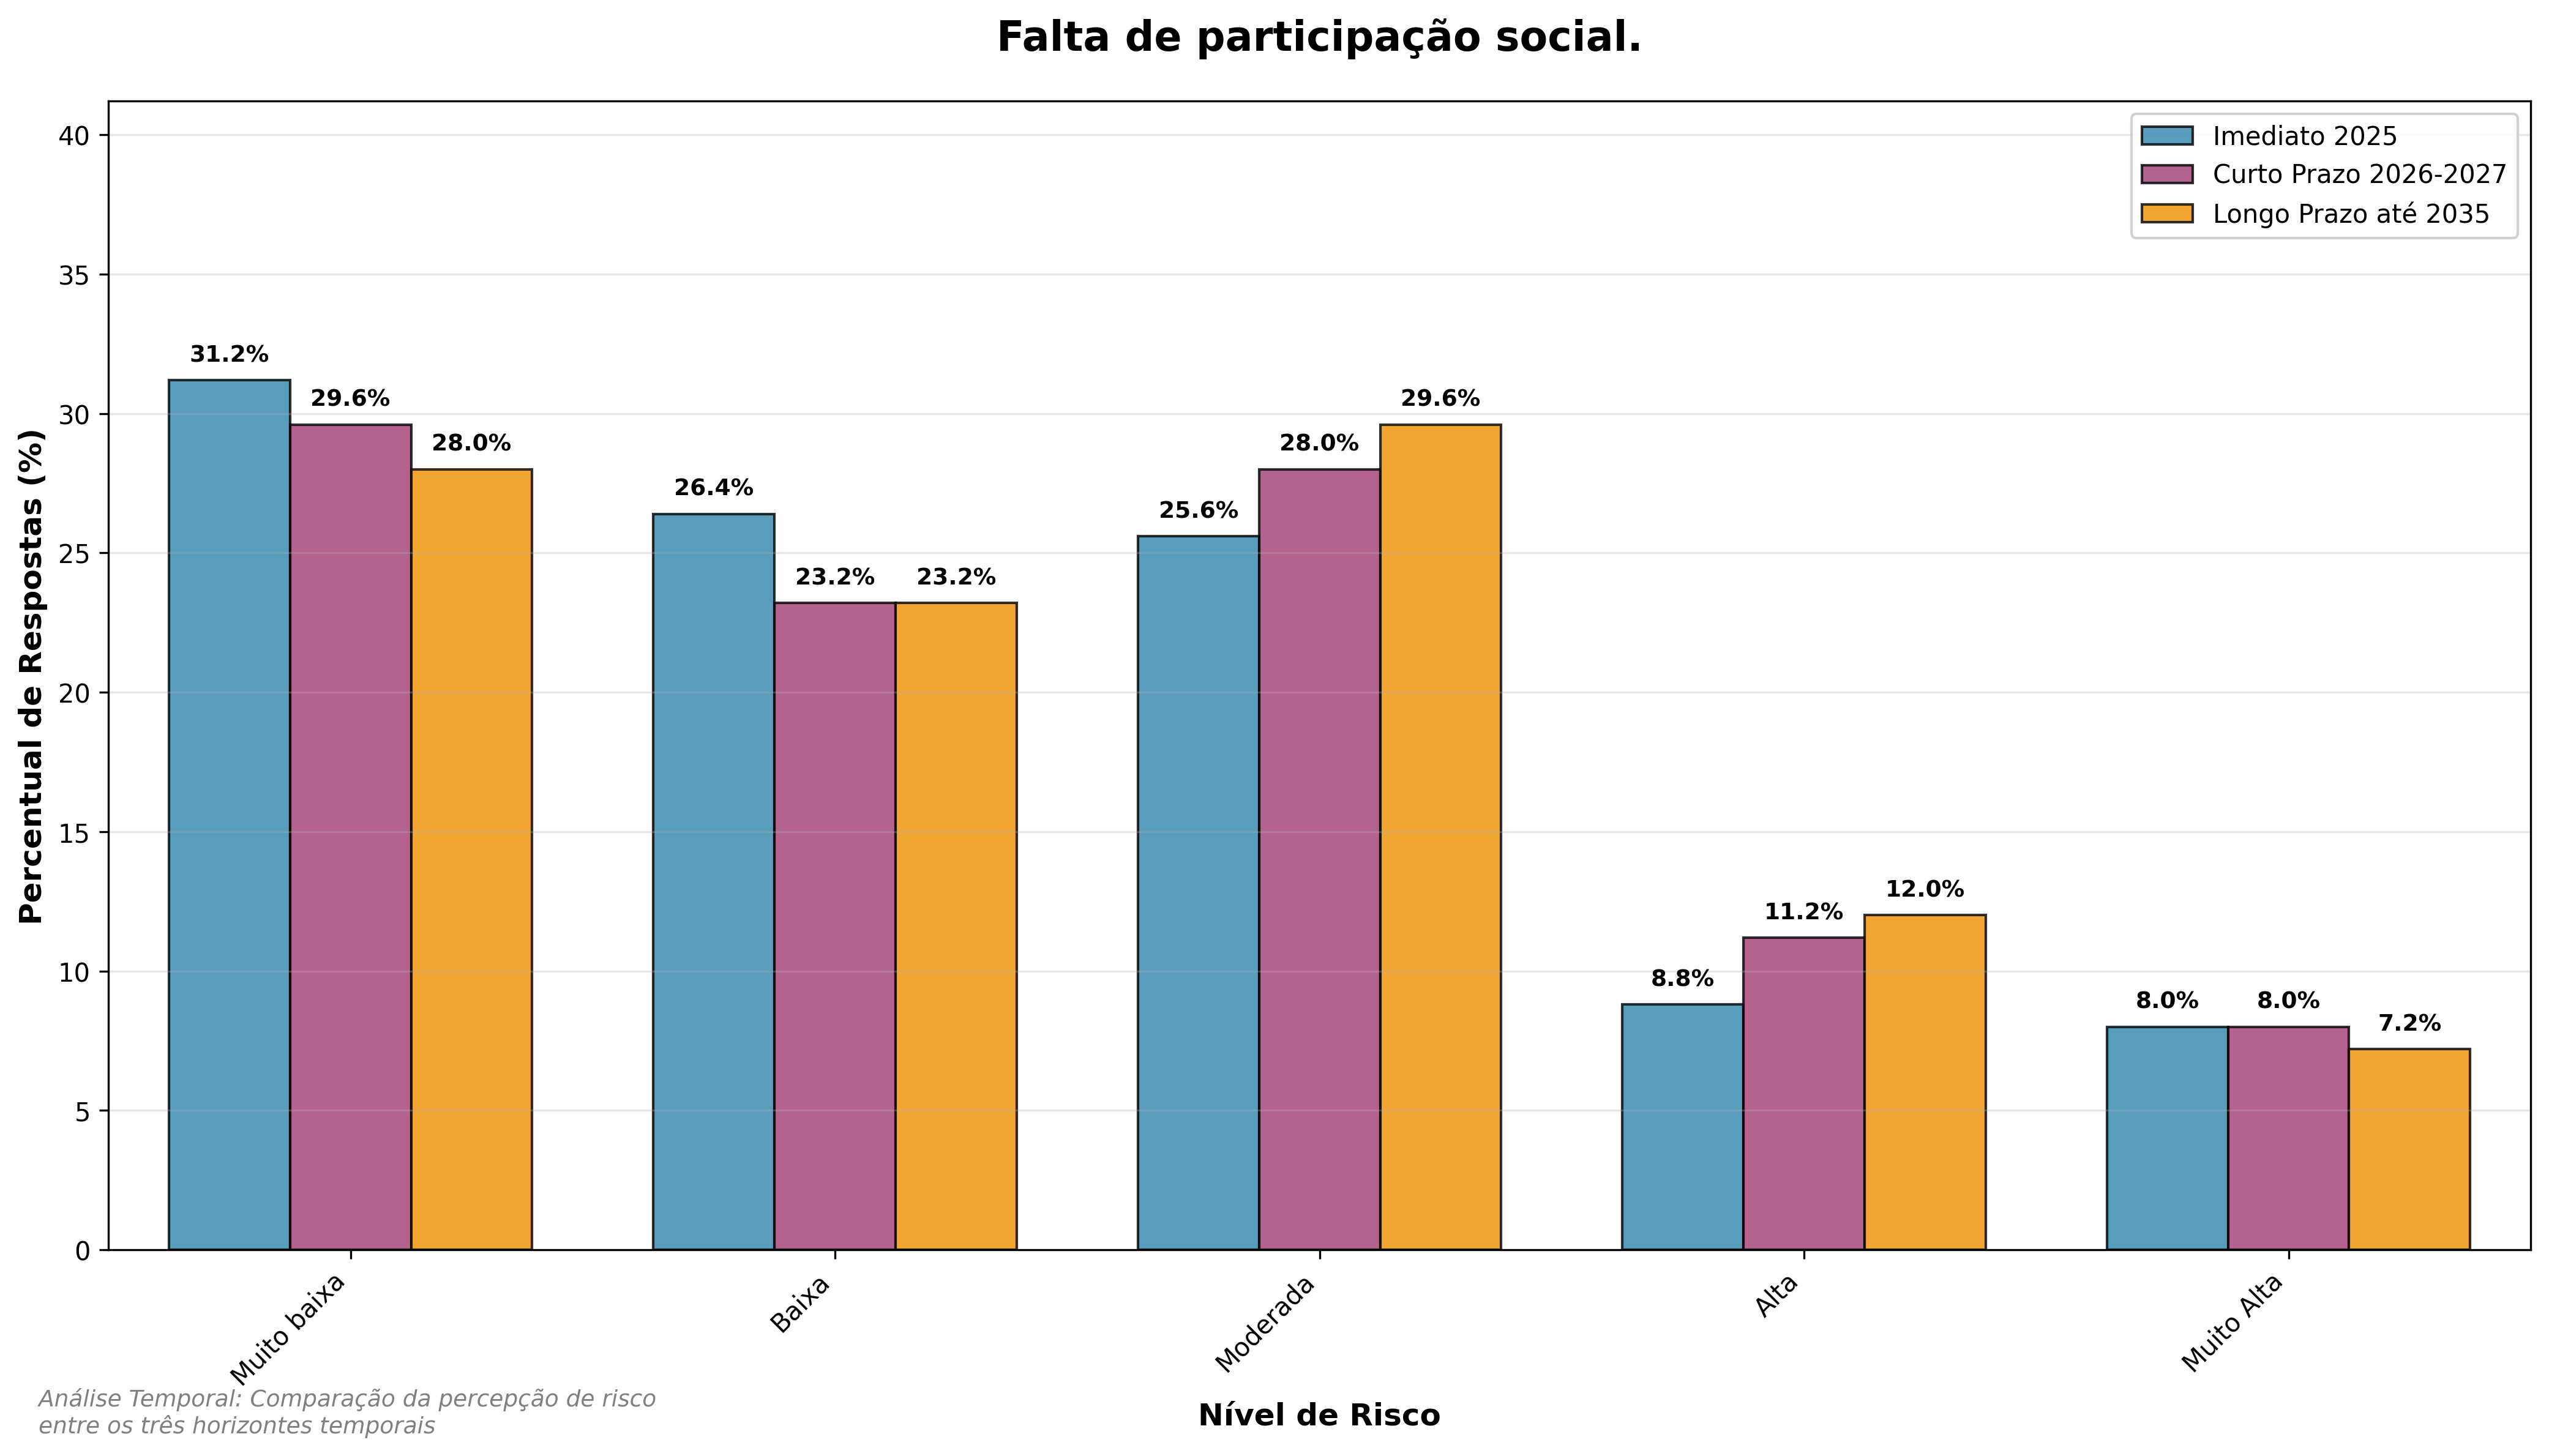 Falta de participação social.
Imediato 2025
Curto Prazo 2026-2027
Longo Prazo até 2035
Percentual de Respostas (%)
40
35
30
25
20
15
10
5
0
31.2%
29.6%
28.0%
26.4%
23.2%
23.2%
25.6%
28.0%
29.6%
8.8%
11.2%
12.0%
8.0%
8.0%
7.2%
Muito baixa
Baixa
Moderada
Alta
Muito Alta
Nível de Risco
Análise Temporal: Comparação da percepção de risco
entre os três horizontes temporais